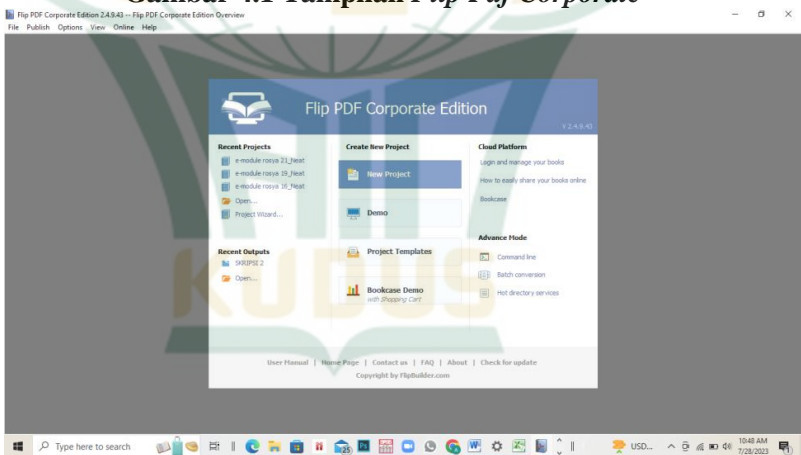 Gambar 4.1 Tampilan Flip Pdf Corporate
Flip PDF Corporate Edition 2.4.9.43 -- Flip PDF Corporate Edition Overview
File Publish Options View Online Help
Flip PDF Corporate Edition
V 2.4.9.43
Recent Projects
e-module rosya 21_Neat
e-module rosya 19_Neat
e-module rosya 16_Neat
Open...
Project Wizard...
Recent Outputs
SKRIPSI 2
Open...
Create New Project
New Project
Demo
Project Templates
Bookcase Demo
with Shopping Cart
Cloud Platform
Login and manage your books
How to easily share your books online
Bookcase
Advance Mode
Command line
Batch conversion
Hot directory services
User Manual | Home Page | Contact us | FAQ | About | Check for update
Copyright by FlipBuilder.com
KUDUS
Type here to search
25
USD...
10:48 AM
7/28/2023